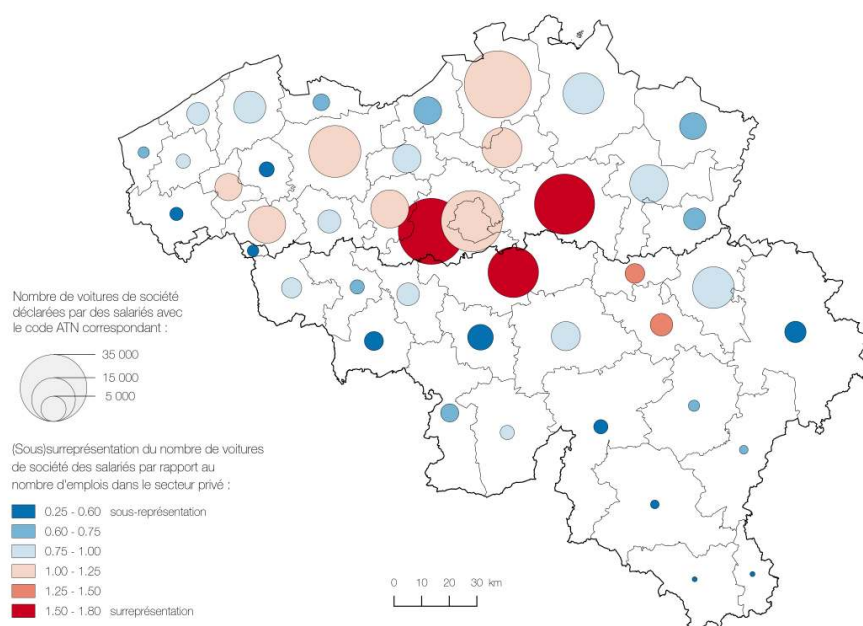 Nombre de voitures de société
déclarées par des salariés avec
le code ATN correspondant :
35 000
15 000
5 000
(Sous)surreprésentation du nombre de voitures
de société des salariés par rapport au
nombre d'emplois dans le secteur privé :
0.25 - 0.60 sous-représentation
0.60 - 0.75
0.75 - 1.00
1.00 - 1.25
1.25 - 1.50
1.50 - 1.80 surreprésentation
0 10 20 30 km